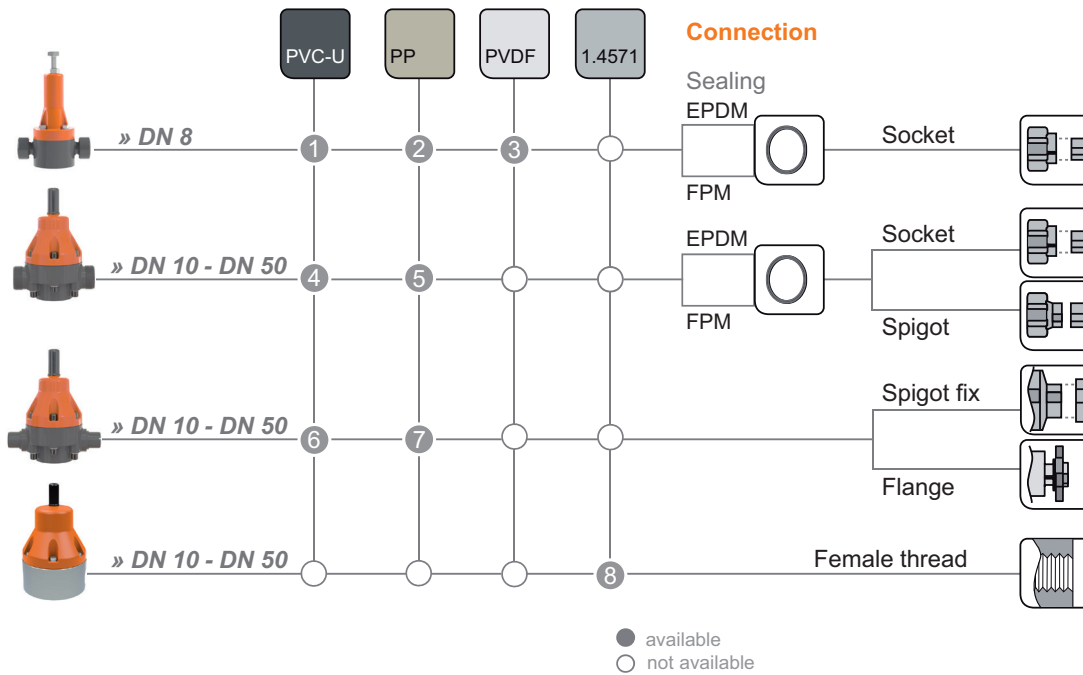 PVC-U
PP
PVDF
1.4571
Connection
Sealing
» DN 8
1
2
3
EPDM
FPM
Socket
» DN 10 - DN 50
4
5
EPDM
FPM
Socket
Spigot
» DN 10 - DN 50
6
7
Spigot fix
Flange
» DN 10 - DN 50
8
Female thread
available
not available